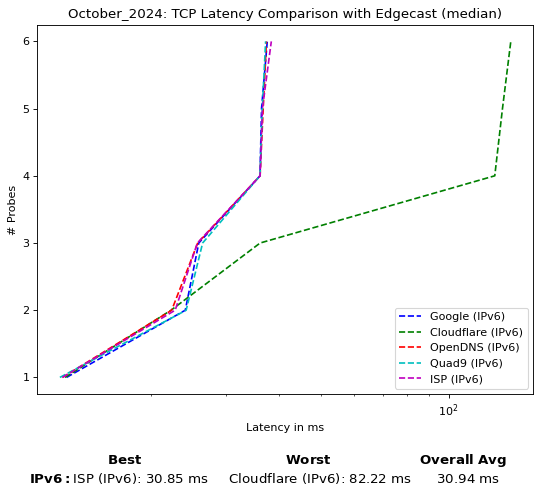 October_2024: TCP Latency Comparison with Edgecast (median)
6
5
4
3
2
1
# Probes
Google (IPv6)
Cloudflare (IPv6)
OpenDNS (IPv6)
Quad9 (IPv6)
ISP (IPv6)
10^2
Latency in ms
Best Worst Overall Avg
IPv6: ISP (IPv6): 30.85 ms Cloudflare (IPv6): 82.22 ms 30.94 ms